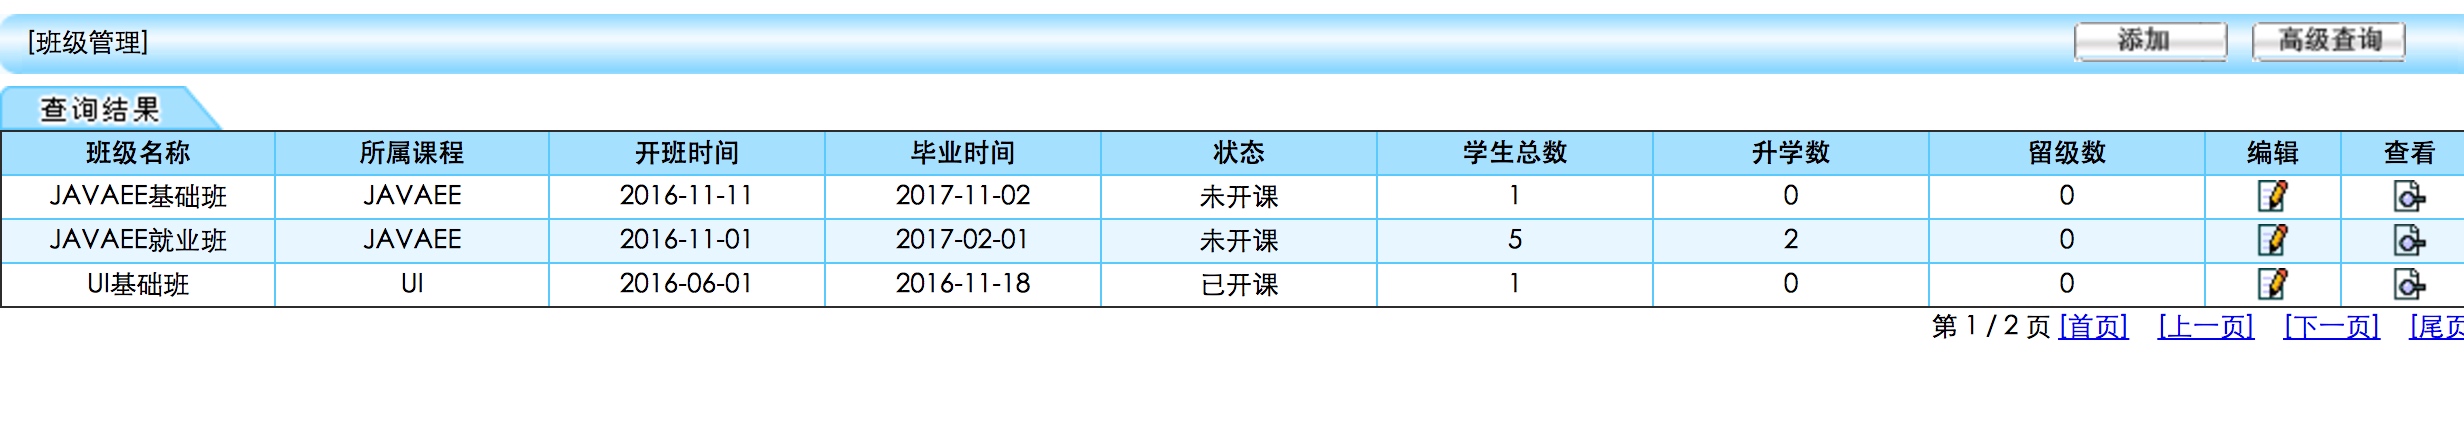 [班级管理] 添加 高级查询
查询结果
班级名称 所属课程 开班时间 毕业时间 状态 学生总数 升学数 留级数 编辑 查看
JAVAEE基础班 JAVAEE 2016-11-11 2017-11-02 未开课 1 0 0
JAVAEE就业班 JAVAEE 2016-11-01 2017-02-01 未开课 5 2 0
UI基础班 UI 2016-06-01 2016-11-18 已开课 1 0 0
第 1 / 2 页 [首页] [上一页] [下一页] [尾页